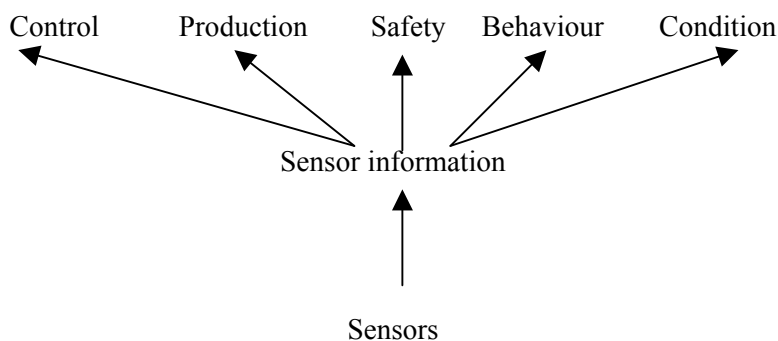 Control Production Safety Behaviour Condition
Sensor information
Sensors